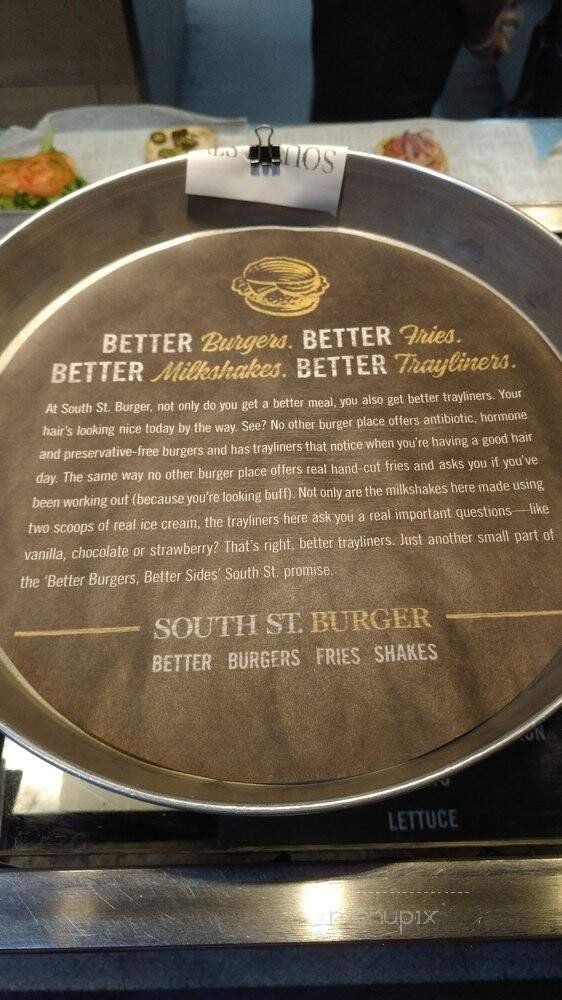 SOUTH ST.
BETTER Burgers. BETTER Fries.
BETTER Milkshakes. BETTER Trayliners.
At South St. Burger, not only do you get a better meal, you also get better trayliners. Your
hair's looking nice today by the way. See? No other burger place offers antibiotic, hormone
and preservative-free burgers and has trayliners that notice when you're having a good hair
day. The same way no other burger place offers real hand-cut fries and asks you if you've
been working out (because you're looking buff). Not only are the milkshakes here made using
two scoops of real ice cream, the trayliners here ask you a real important questions—like
vanilla, chocolate or strawberry? That's right, better trayliners. Just another small part of
the 'Better Burgers, Better Sides' South St. promise.
SOUTH ST. BURGER
BETTER BURGERS FRIES SHAKES
LETTUCE
menupix